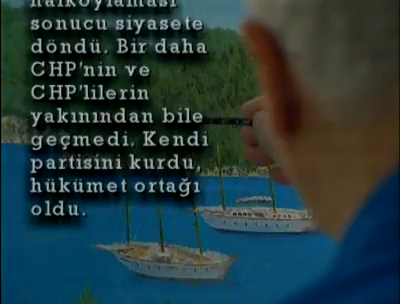 halkoylaması
sonucu siyasete
döndü. Bir daha
CHP'nin ve
CHP'lilerin
yakınından bile
geçmedi. Kendi
partisini kurdu,
hükümet ortağı
oldu.